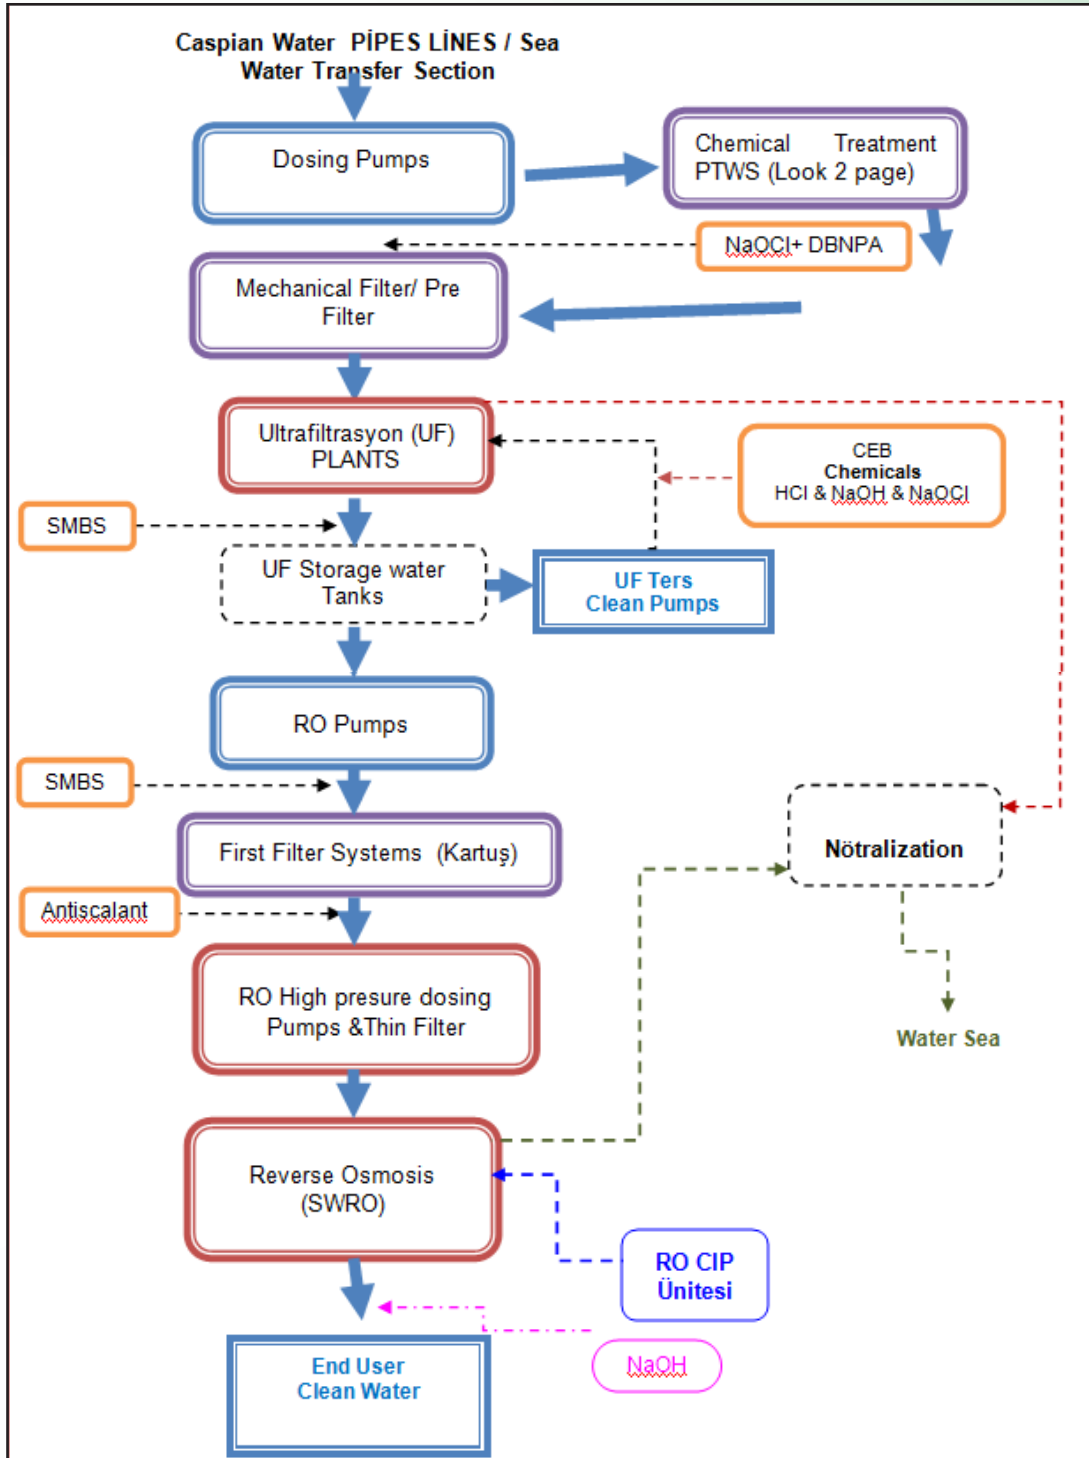 Caspian Water PİPES LİNES / Sea
Water Transfer Section
Dosing Pumps
Chemical Treatment
PTWS (Look 2 page)
NaOCl+ DBNPA
Mechanical Filter/ Pre
Filter
Ultrafiltrasyon (UF)
PLANTS
CEB
Chemicals
HCl & NaOH & NaOCl
SMBS
UF Storage water
Tanks
UF Ters
Clean Pumps
RO Pumps
SMBS
First Filter Systems (Kartuş)
Nötralization
Antiscalant
RO High presure dosing
Pumps &Thin Filter
Water Sea
Reverse Osmosis
(SWRO)
RO CIP
Ünitesi
NaOH
End User
Clean Water